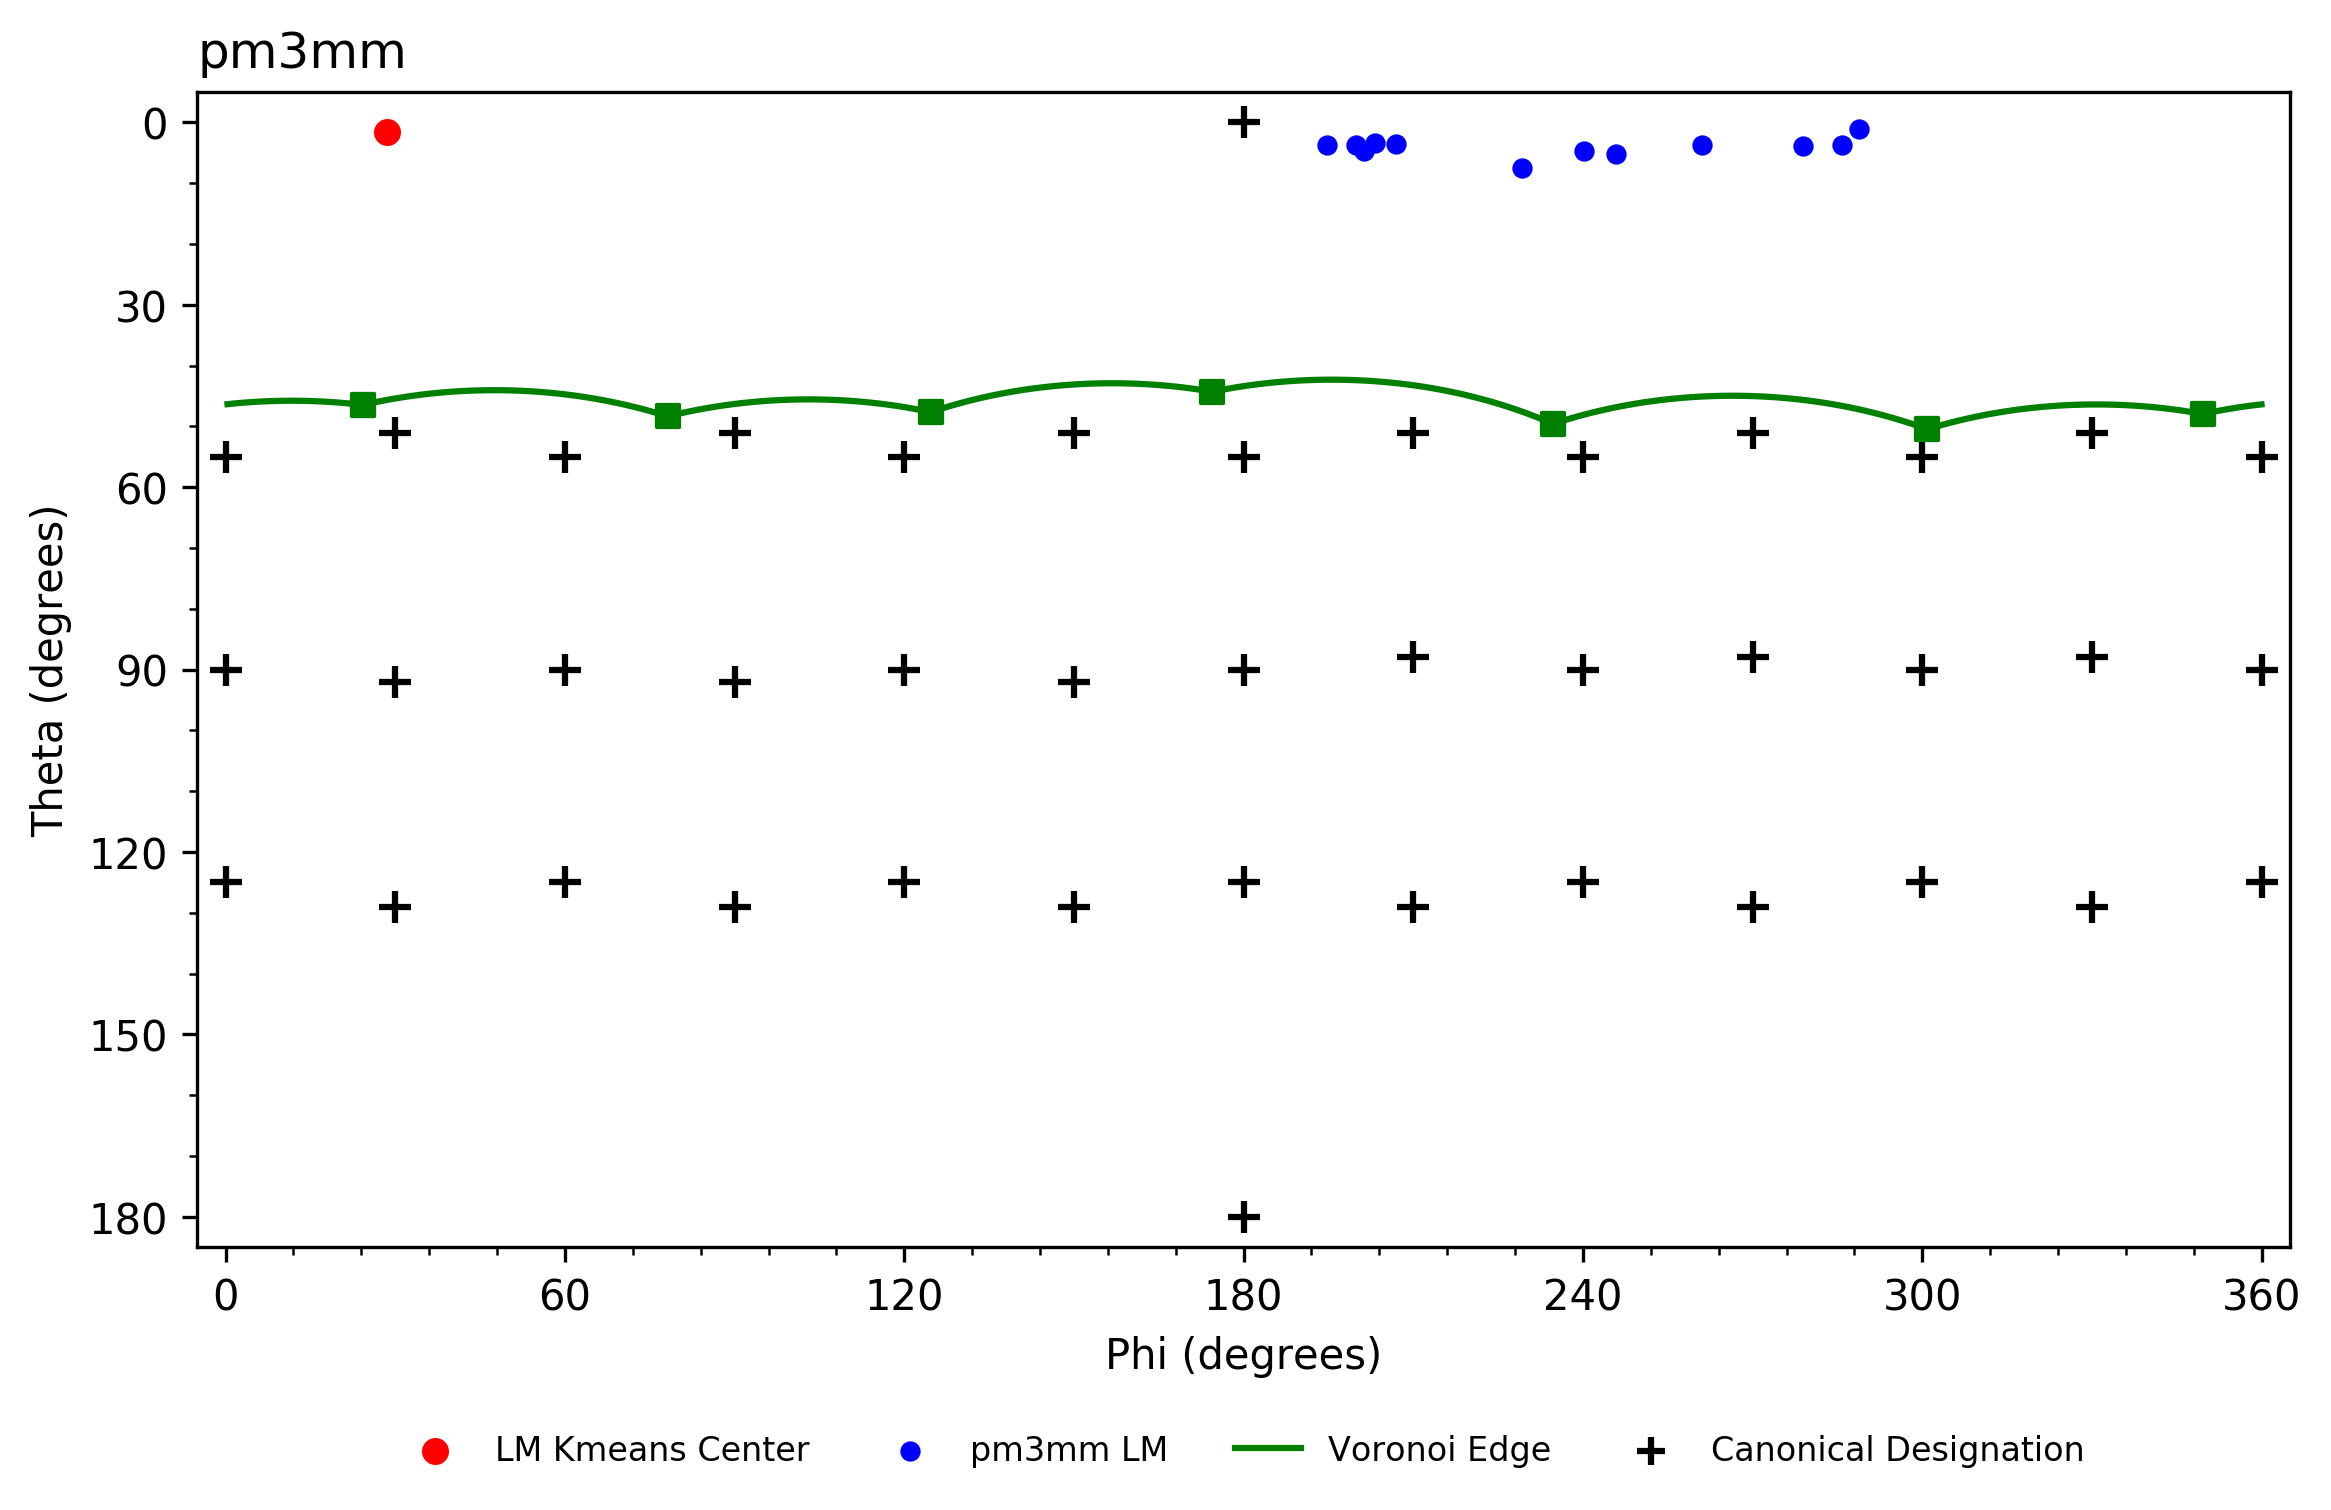 pm3mm
0
30
60
90
120
150
180
Theta (degrees)
0 60 120 180 240 300 360
Phi (degrees)
LM Kmeans Center pm3mm LM Voronoi Edge Canonical Designation